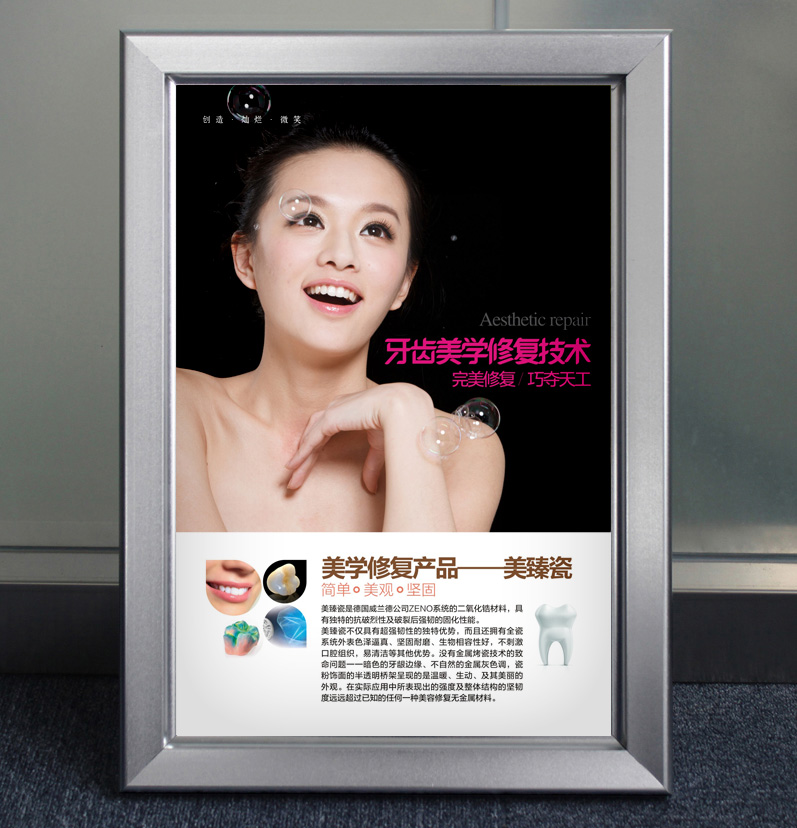 创造·灿烂·微笑
Aesthetic repair
牙齿美学修复技术
完美修复/巧夺天工
美学修复产品——美臻瓷
简单 美观 坚固
美臻瓷是德国威兰德公司ZENO系统的二氧化锆材料，具
有独特的抗破裂性及破裂后强韧的固化性能。
美臻瓷不仅具有超强韧性的独特优势，而且还拥有全瓷
系统外表色泽逼真、坚固耐磨、生物相容性好，不刺激
口腔组织，易清洁等其他优势。没有金属烤瓷技术的致
命问题一一暗色的牙龈边缘、不自然的金属灰色调，瓷
粉饰面的半透明桥架呈现的是温暖、生动、及其美丽的
外观。在实际应用中所表现出的强度及整体结构的坚韧
度远远超过已知的任何一种美容修复无金属材料。